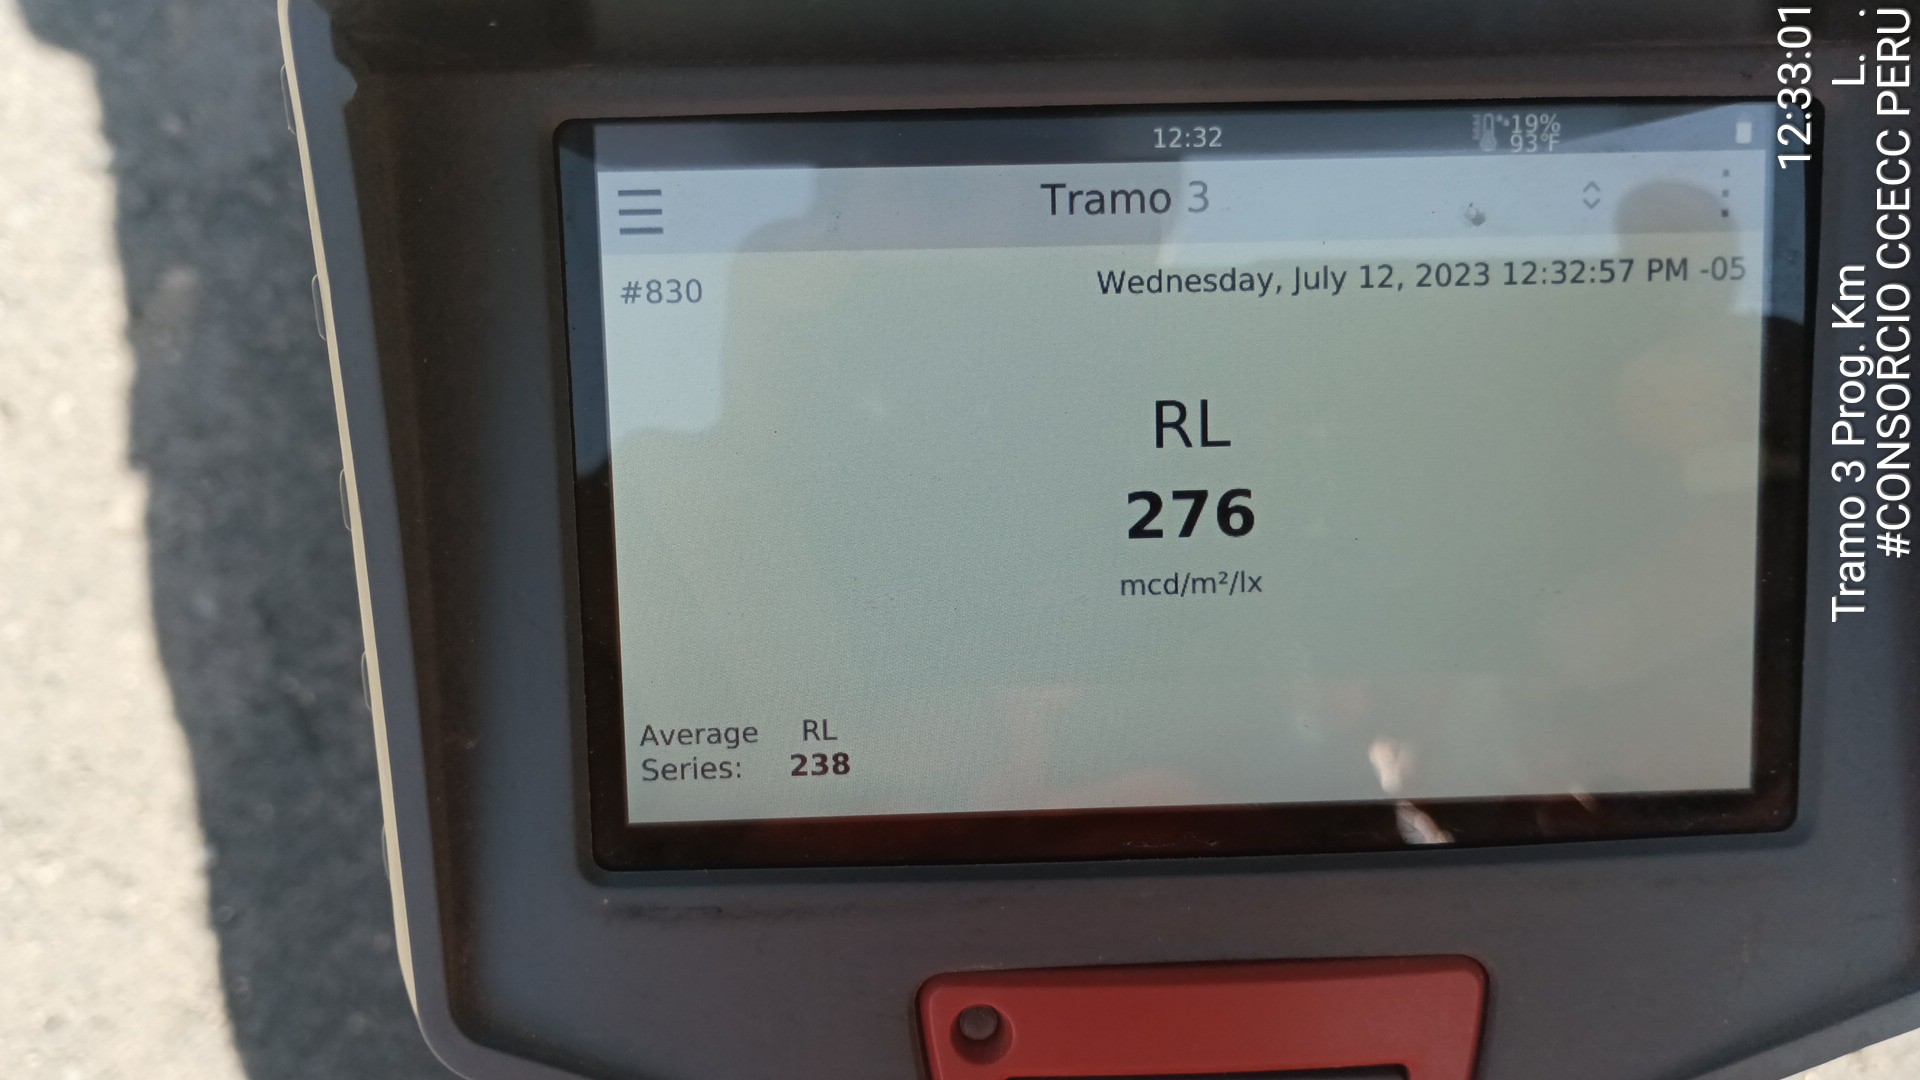 12:32
19%
93°F
Tramo 3
#830
Wednesday, July 12, 2023 12:32:57 PM -05
RL
276
mcd/m²/lx
Average RL
Series: 238
12:33:01
Tramo 3 Prog. Km L. .
#CONSORCIO CCECC PERU